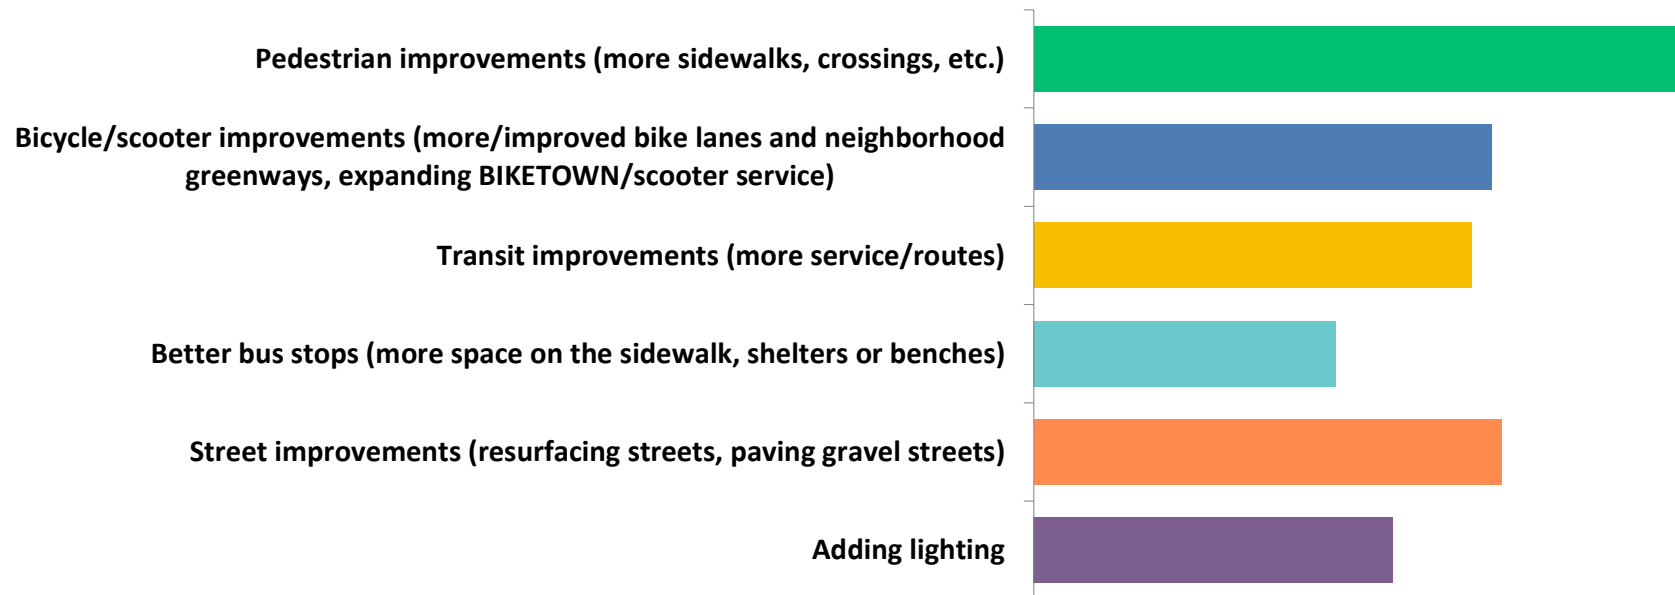 Pedestrian improvements (more sidewalks, crossings, etc.)
Bicycle/scooter improvements (more/improved bike lanes and neighborhood
greenways, expanding BIKETOWN/scooter service)
Transit improvements (more service/routes)
Better bus stops (more space on the sidewalk, shelters or benches)
Street improvements (resurfacing streets, paving gravel streets)
Adding lighting